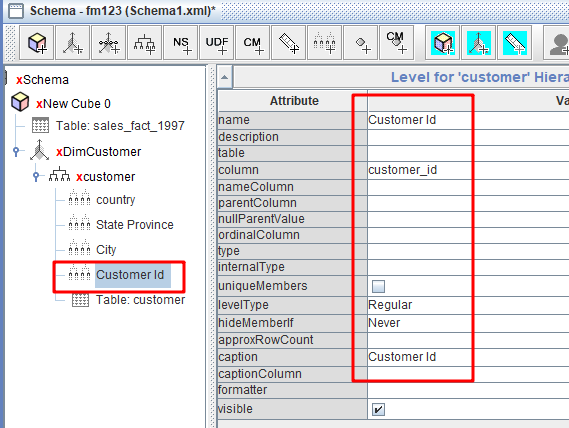 Schema - fm123 (Schema1.xml)*
NS UDF CM CM
xSchema
xNew Cube 0
Table: sales_fact_1997
xDimCustomer
xcustomer
country
State Province
City
Customer Id
Table: customer
Level for 'customer' Hiera
Attribute Va
name Customer Id
description
table
column customer_id
nameColumn
parentColumn
nullParentValue
ordinalColumn
type
internalType
uniqueMembers
levelType Regular
hideMemberIf Never
approxRowCount
caption Customer Id
captionColumn
formatter
visible